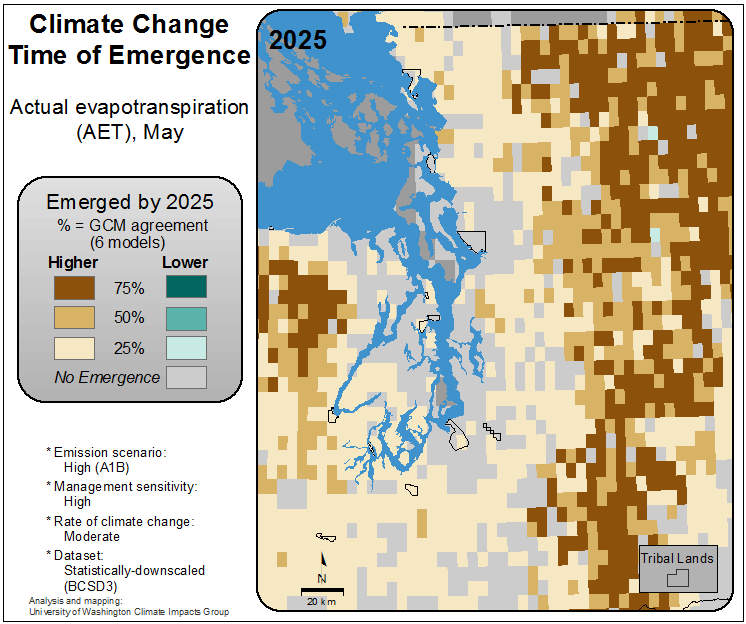 Climate Change
Time of Emergence
Actual evapotranspiration
(AET), May
Emerged by 2025
% = GCM agreement
(6 models)
Higher Lower
75%
50%
25%
No Emergence
* Emission scenario:
High (A1B)
* Management sensitivity:
High
* Rate of climate change:
Moderate
* Dataset:
Statistically-downscaled
(BCSD3)
Analysis and mapping:
University of Washington Climate Impacts Group
2025
N
20 km
Tribal Lands